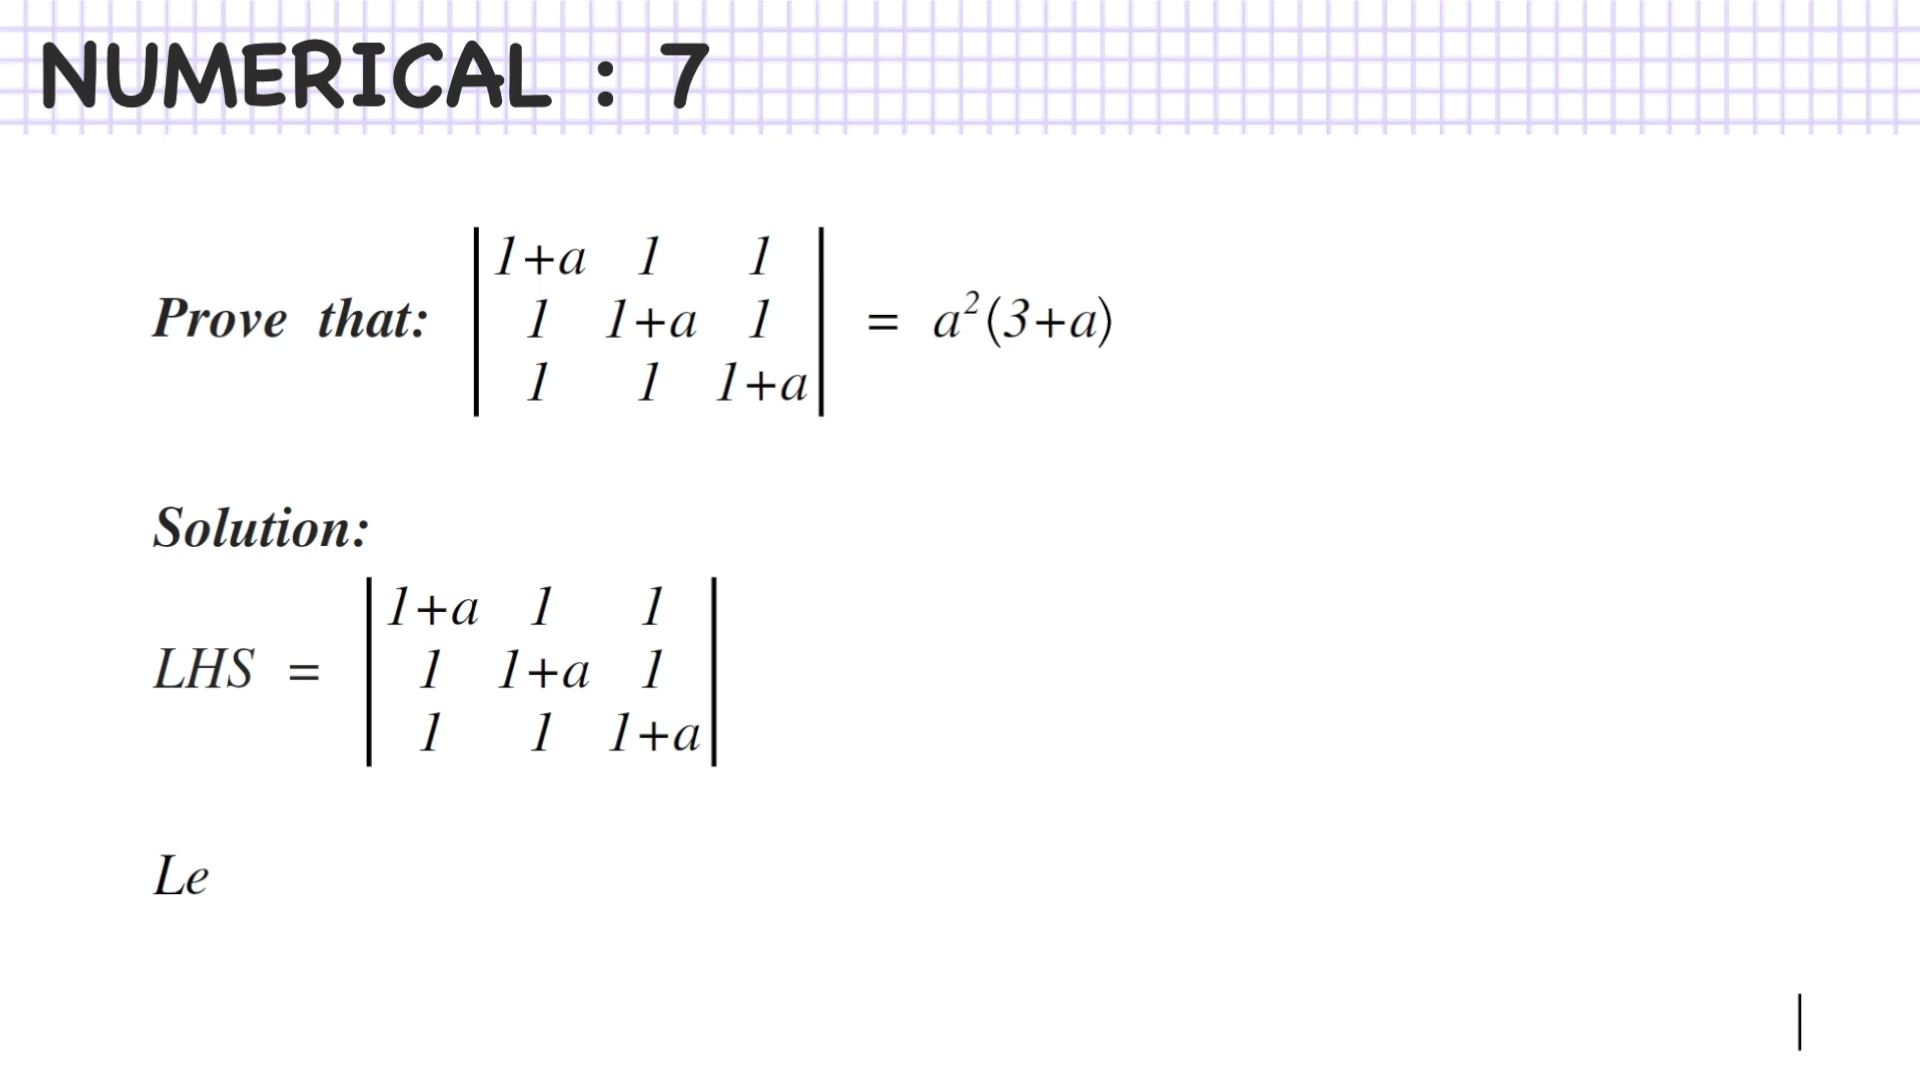 NUMERICAL : 7
1+a 1 1
Prove that: 1 1+a 1 = a²(3+a)
1 1 1+a
Solution:
1+a 1 1
LHS = 1 1+a 1
1 1 1+a
Le